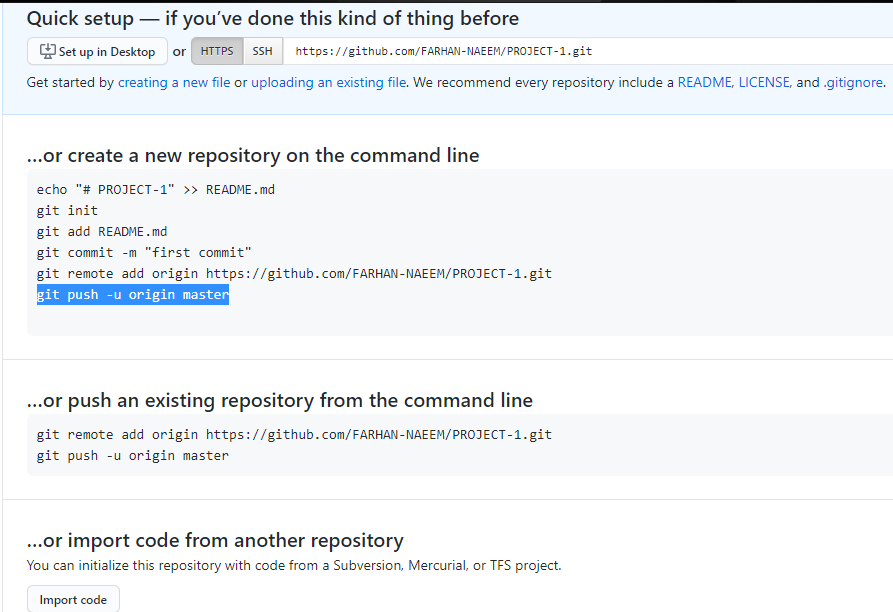 Quick setup — if you’ve done this kind of thing before
Set up in Desktop or HTTPS SSH https://github.com/FARHAN-NAEEM/PROJECT-1.git
Get started by creating a new file or uploading an existing file. We recommend every repository include a README, LICENSE, and .gitignore.
…or create a new repository on the command line
echo "# PROJECT-1" >> README.md
git init
git add README.md
git commit -m "first commit"
git remote add origin https://github.com/FARHAN-NAEEM/PROJECT-1.git
git push -u origin master
…or push an existing repository from the command line
git remote add origin https://github.com/FARHAN-NAEEM/PROJECT-1.git
git push -u origin master
…or import code from another repository
You can initialize this repository with code from a Subversion, Mercurial, or TFS project.
Import code